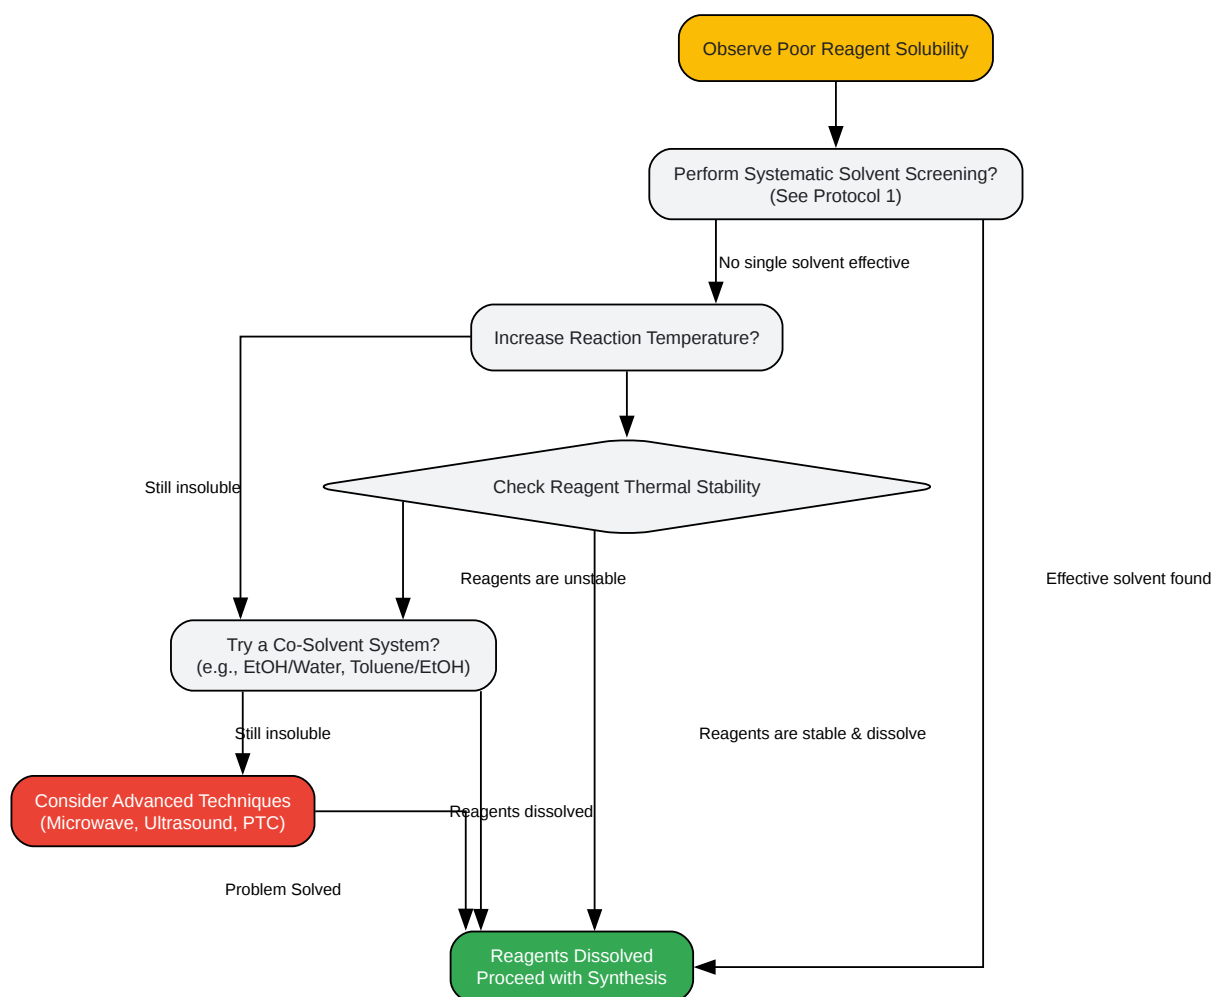 Observe Poor Reagent Solubility
Perform Systematic Solvent Screening?
(See Protocol 1)
No single solvent effective
Increase Reaction Temperature?
Still insoluble
Check Reagent Thermal Stability
Reagents are unstable
Effective solvent found
Try a Co-Solvent System?
(e.g., EtOH/Water, Toluene/EtOH)
Still insoluble
Reagents are stable & dissolve
Consider Advanced Techniques
(Microwave, Ultrasound, PTC)
Reagents dissolved
Problem Solved
Reagents Dissolved
Proceed with Synthesis